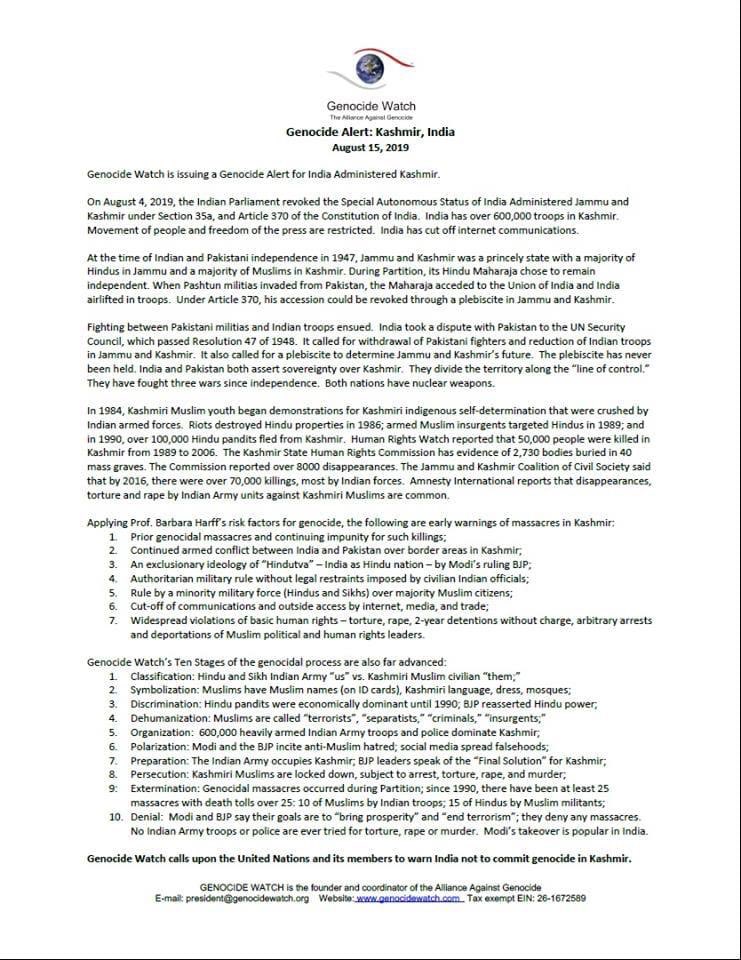 Genocide Watch
The Alliance Against Genocide
Genocide Alert: Kashmir, India
August 15, 2019
Genocide Watch is issuing a Genocide Alert for India Administered Kashmir.
On August 4, 2019, the Indian Parliament revoked the Special Autonomous Status of India Administered Jammu and
Kashmir under Section 35a, and Article 370 of the Constitution of India. India has over 600,000 troops in Kashmir.
Movement of people and freedom of the press are restricted. India has cut off internet communications.
At the time of Indian and Pakistani independence in 1947, Jammu and Kashmir was a princely state with a majority of
Hindus in Jammu and a majority of Muslims in Kashmir. During Partition, its Hindu Maharaja chose to remain
independent. When Pashtun militias invaded from Pakistan, the Maharaja acceded to the Union of India and India
airlifted in troops. Under Article 370, his accession could be revoked through a plebiscite in Jammu and Kashmir.
Fighting between Pakistani militias and Indian troops ensued. India took a dispute with Pakistan to the UN Security
Council, which passed Resolution 47 of 1948. It called for withdrawal of Pakistani fighters and reduction of Indian troops
in Jammu and Kashmir. It also called for a plebiscite to determine Jammu and Kashmir's future. The plebiscite has never
been held. India and Pakistan both assert sovereignty over Kashmir. They divide the territory along the "line of control."
They have fought three wars since independence. Both nations have nuclear weapons.
In 1984, Kashmiri Muslim youth began demonstrations for Kashmiri indigenous self-determination that were crushed by
Indian armed forces. Riots destroyed Hindu properties in 1986; armed Muslim insurgents targeted Hindus in 1989; and
in 1990, over 100,000 Hindu pandits fled from Kashmir. Human Rights Watch reported that 50,000 people were killed in
Kashmir from 1989 to 2006. The Kashmir State Human Rights Commission has evidence of 2,730 bodies buried in 40
mass graves. The Commission reported over 8000 disappearances. The Jammu and Kashmir Coalition of Civil Society said
that by 2016, there were over 70,000 killings, most by Indian forces. Amnesty International reports that disappearances,
torture and rape by Indian Army units against Kashmiri Muslims are common.
Applying Prof. Barbara Harff's risk factors for genocide, the following are early warnings of massacres in Kashmir:
1. Prior genocidal massacres and continuing impunity for such killings;
2. Continued armed conflict between India and Pakistan over border areas in Kashmir;
3. An exclusionary ideology of "Hindutva" – India as Hindu nation – by Modi's ruling BJP;
4. Authoritarian military rule without legal restraints imposed by civilian Indian officials;
5. Rule by a minority military force (Hindus and Sikhs) over majority Muslim citizens;
6. Cut-off of communications and outside access by internet, media, and trade;
7. Widespread violations of basic human rights – torture, rape, 2-year detentions without charge, arbitrary arrests
and deportations of Muslim political and human rights leaders.
Genocide Watch's Ten Stages of the genocidal process are also far advanced:
1. Classification: Hindu and Sikh Indian Army "us" vs. Kashmiri Muslim civilian "them;"
2. Symbolization: Muslims have Muslim names (on ID cards), Kashmiri language, dress, mosques;
3. Discrimination: Hindu pandits were economically dominant until 1990; BJP reasserted Hindu power;
4. Dehumanization: Muslims are called "terrorists", "separatists," "criminals," "insurgents;"
5. Organization: 600,000 heavily armed Indian Army troops and police dominate Kashmir;
6. Polarization: Modi and the BJP incite anti-Muslim hatred; social media spread falsehoods;
7. Preparation: The Indian Army occupies Kashmir; BJP leaders speak of the "Final Solution" for Kashmir;
8. Persecution: Kashmiri Muslims are locked down, subject to arrest, torture, rape, and murder;
9: Extermination: Genocidal massacres occurred during Partition; since 1990, there have been at least 25
massacres with death tolls over 25: 10 of Muslims by Indian troops; 15 of Hindus by Muslim militants;
10. Denial: Modi and BJP say their goals are to "bring prosperity" and "end terrorism"; they deny any massacres.
No Indian Army troops or police are ever tried for torture, rape or murder. Modi's takeover is popular in India.
Genocide Watch calls upon the United Nations and its members to warn India not to commit genocide in Kashmir.
GENOCIDE WATCH is the founder and coordinator of the Alliance Against Genocide
E-mail: president@genocidewatch.org Website: www.genocidewatch.com Tax exempt EIN: 26-1672589